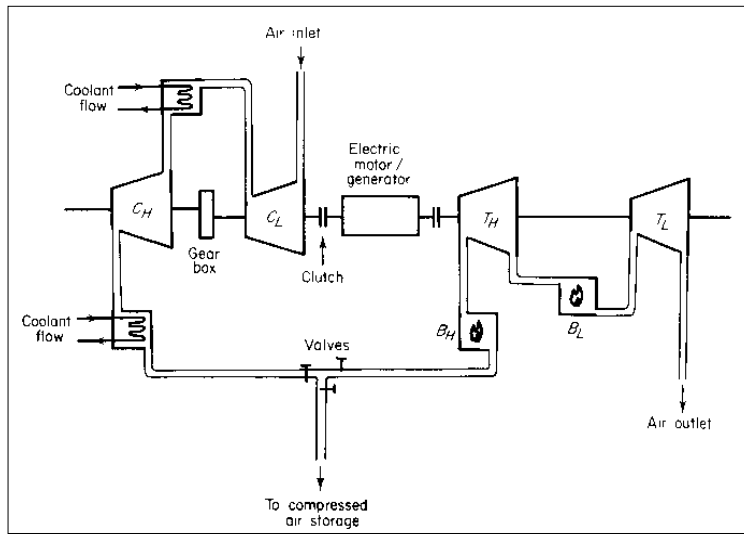 Air inlet
Coolant
flow
Electric
motor/
generator
C_H
Gear
box
C_L
Clutch
T_H
T_L
Coolant
flow
Valves
B_H
B_L
Air outlet
To compressed
air storage